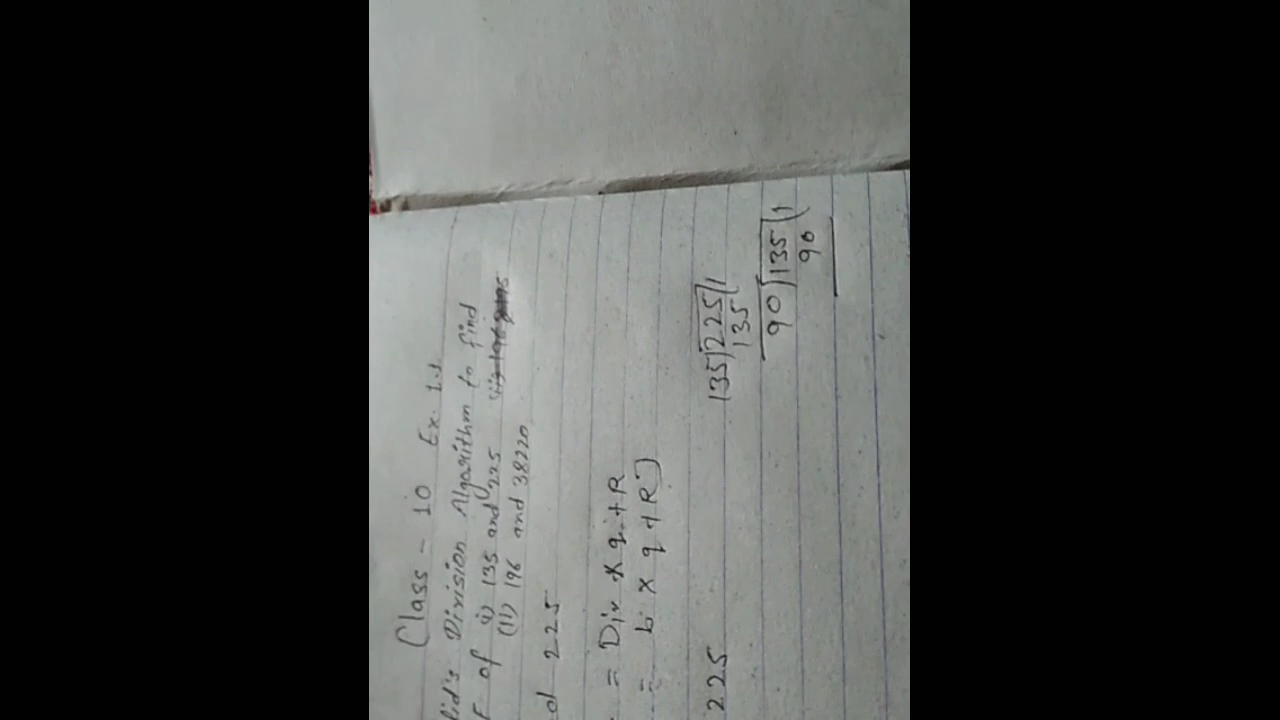 Class - 10 Ex. 1.1
lid's Division Algorithm to find
F of i) 135 and 225
(II) 196 and 38220
d 225
= Div × q + R
= b × q + R]
225
135)225(1
135
90)135(1
90